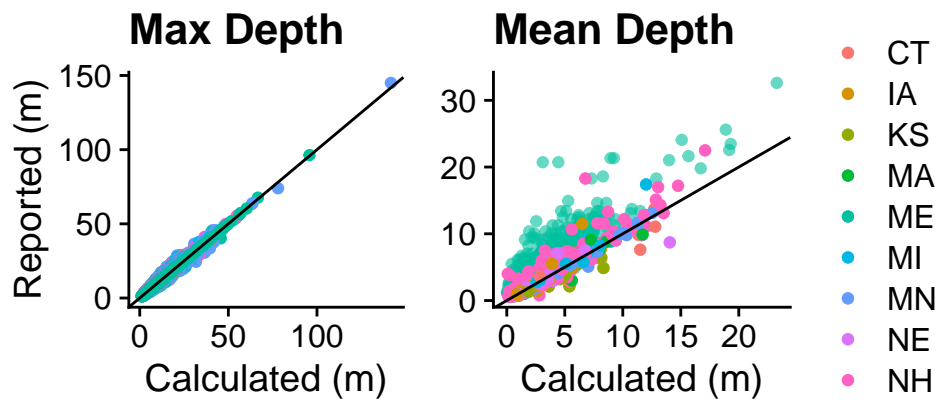 Max Depth
Mean Depth
Reported (m)
150
100
50
0
0
50
100
Calculated (m)
30
20
10
0
0
5
10
15
20
Calculated (m)
CT
IA
KS
MA
ME
MI
MN
NE
NH